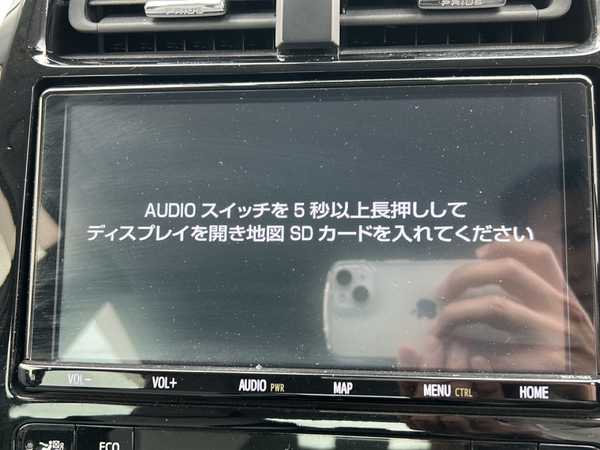 PRIUS
AUDIO スイッチを 5 秒以上長押しして
ディスプレイを開き地図 SD カードを入れてください
VOL− VOL+ AUDIO PWR MAP MENU CTRL HOME
ECO